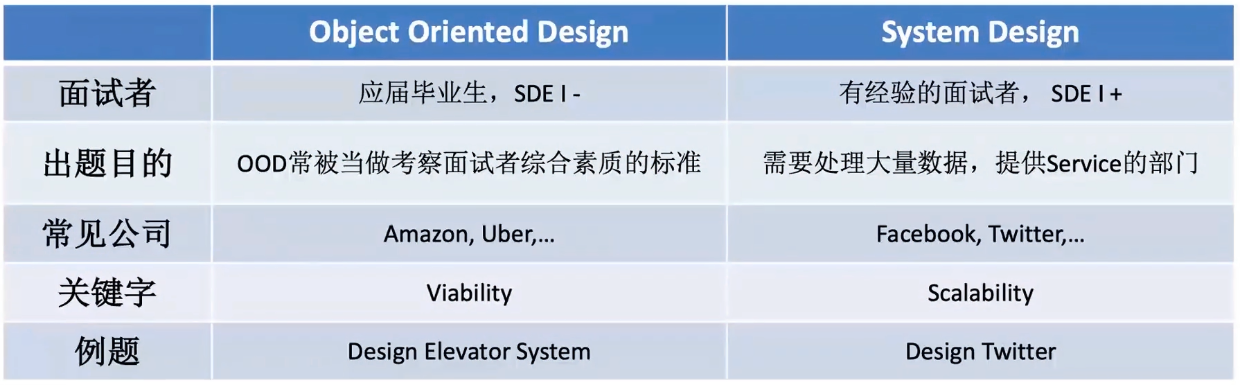 Object Oriented Design System Design
面试者 应届毕业生，SDE I - 有经验的面试者， SDE I +
出题目的 OOD常被当做考察面试者综合素质的标准 需要处理大量数据，提供Service的部门
常见公司 Amazon, Uber,... Facebook, Twitter,...
关键字 Viability Scalability
例题 Design Elevator System Design Twitter